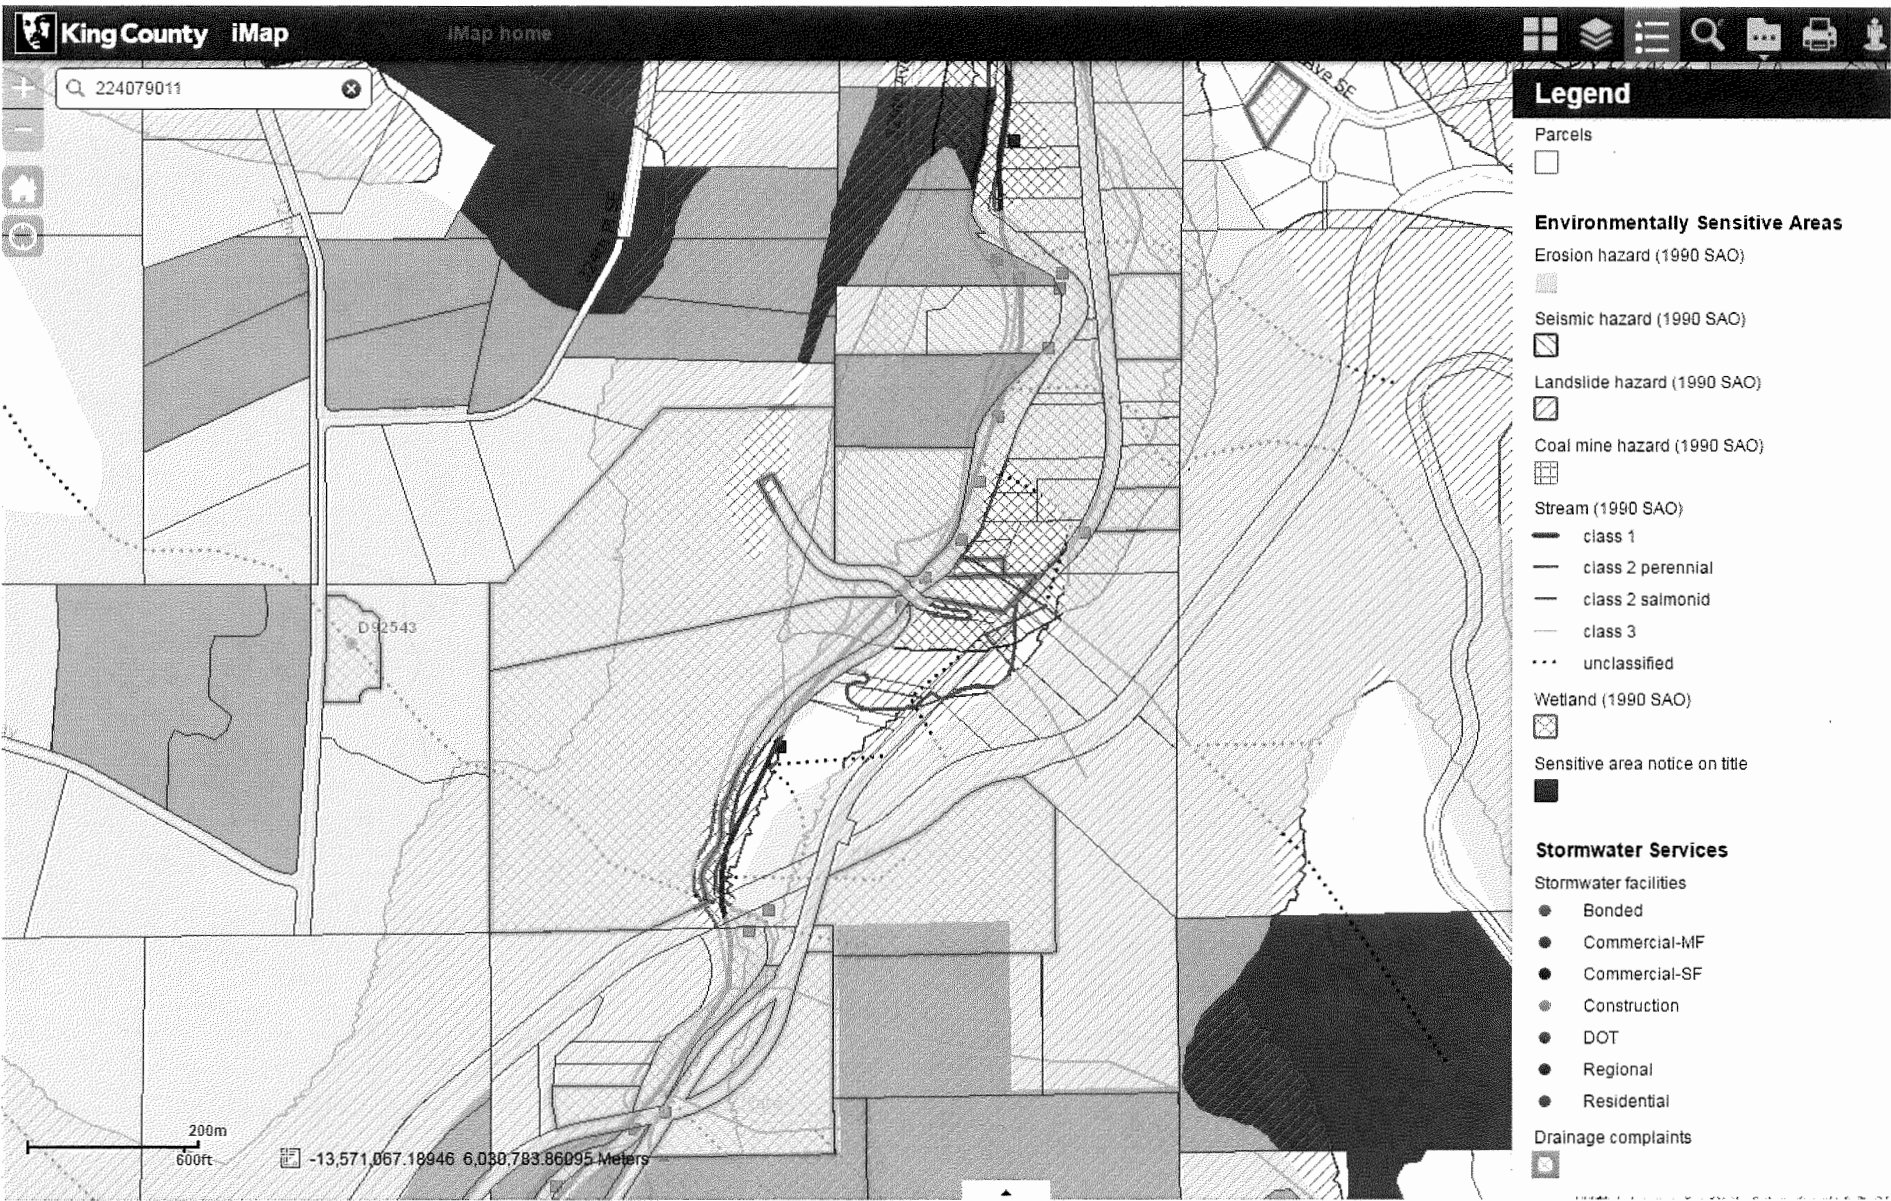 King County iMap
iMap home
224079011
Ave SE
Legend
Parcels
Environmentally Sensitive Areas
Erosion hazard (1990 SAO)
Seismic hazard (1990 SAO)
Landslide hazard (1990 SAO)
Coal mine hazard (1990 SAO)
Stream (1990 SAO)
class 1
class 2 perennial
class 2 salmonid
class 3
unclassified
Wetland (1990 SAO)
Sensitive area notice on title
Stormwater Services
Stormwater facilities
Bonded
Commercial-MF
Commercial-SF
Construction
DOT
Regional
Residential
Drainage complaints
D92543
200m
600ft
-13,571,067.18946 6,030,783.86095 Meters